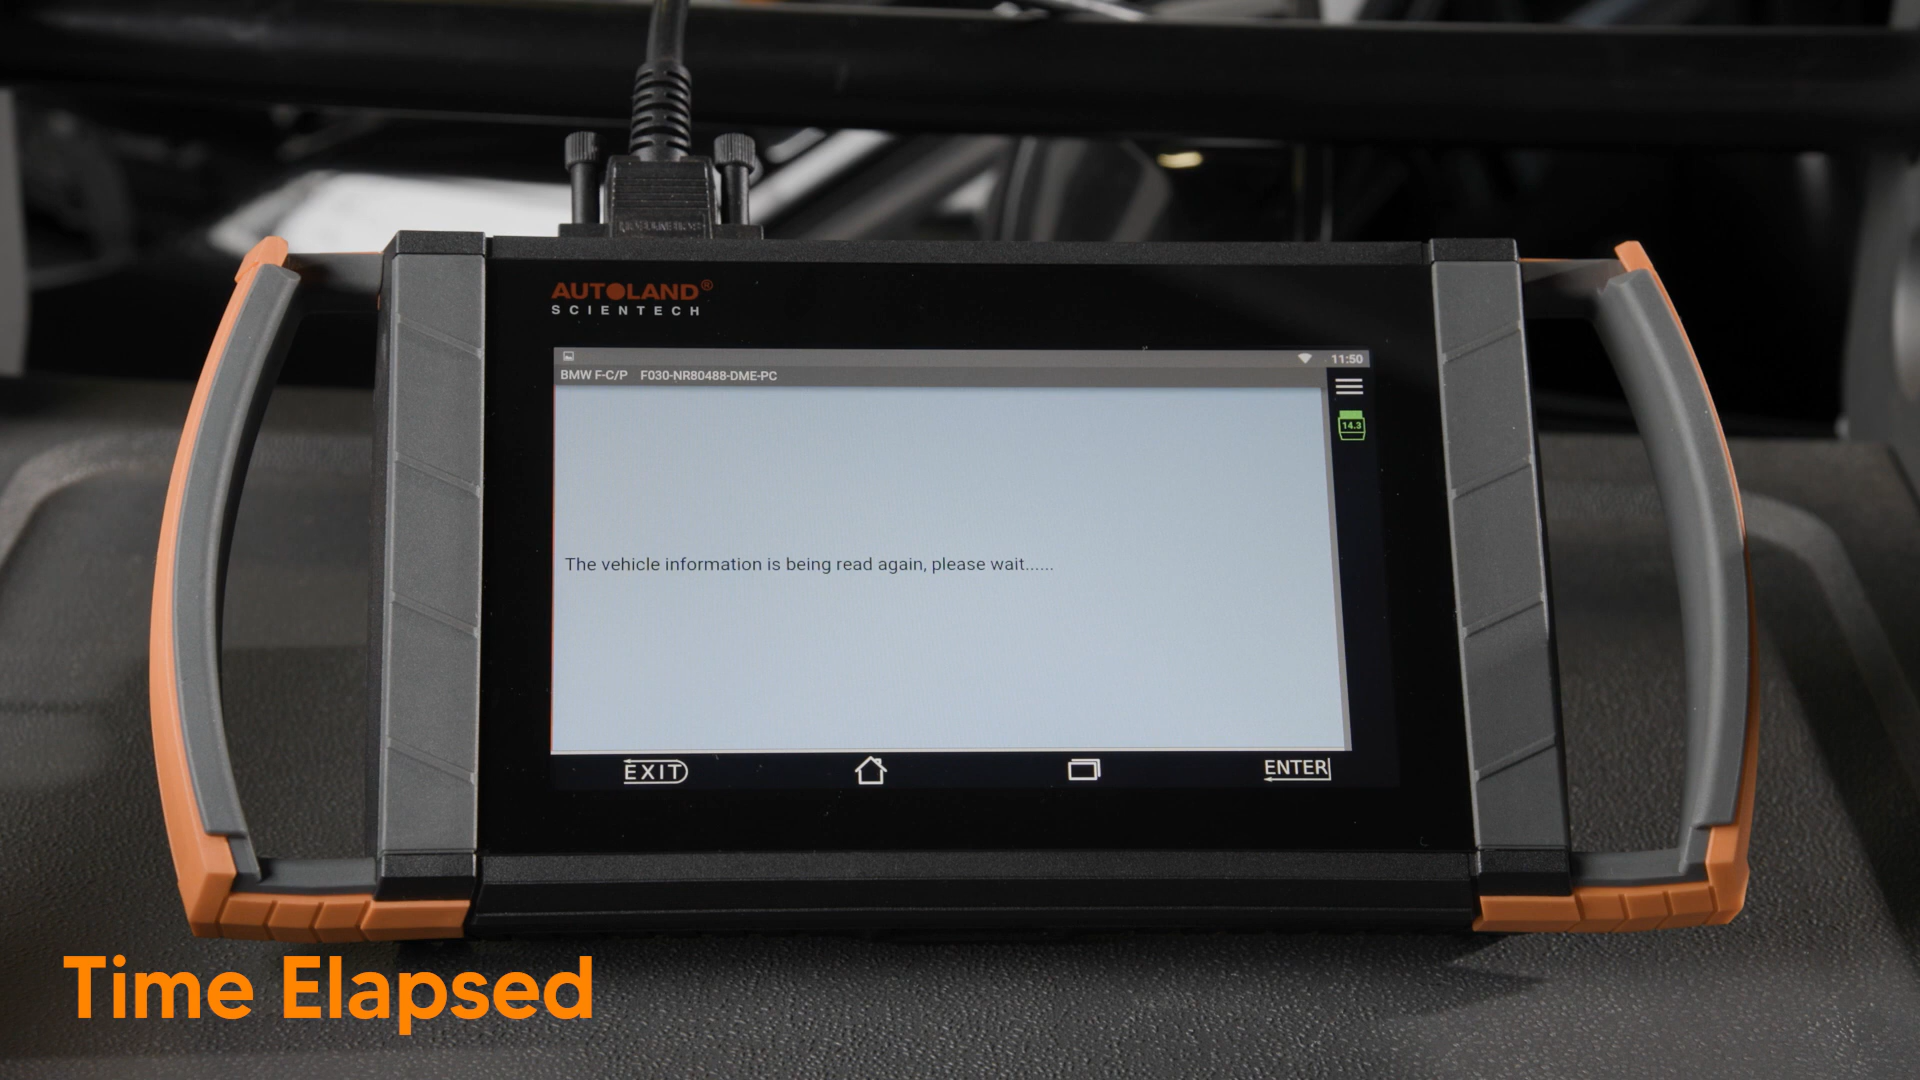 AUTOLAND®
SCIENTECH
11:50
BMW F-C/P F030-NR80488-DME-PC
14.3
The vehicle information is being read again, please wait......
EXIT
ENTER
Time Elapsed